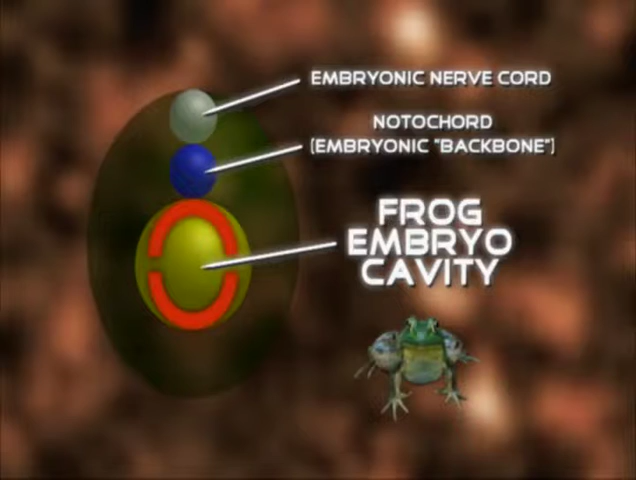 EMBRYONIC NERVE CORD
NOTOCHORD
(EMBRYONIC "BACKBONE")
FROG
EMBRYO
CAVITY